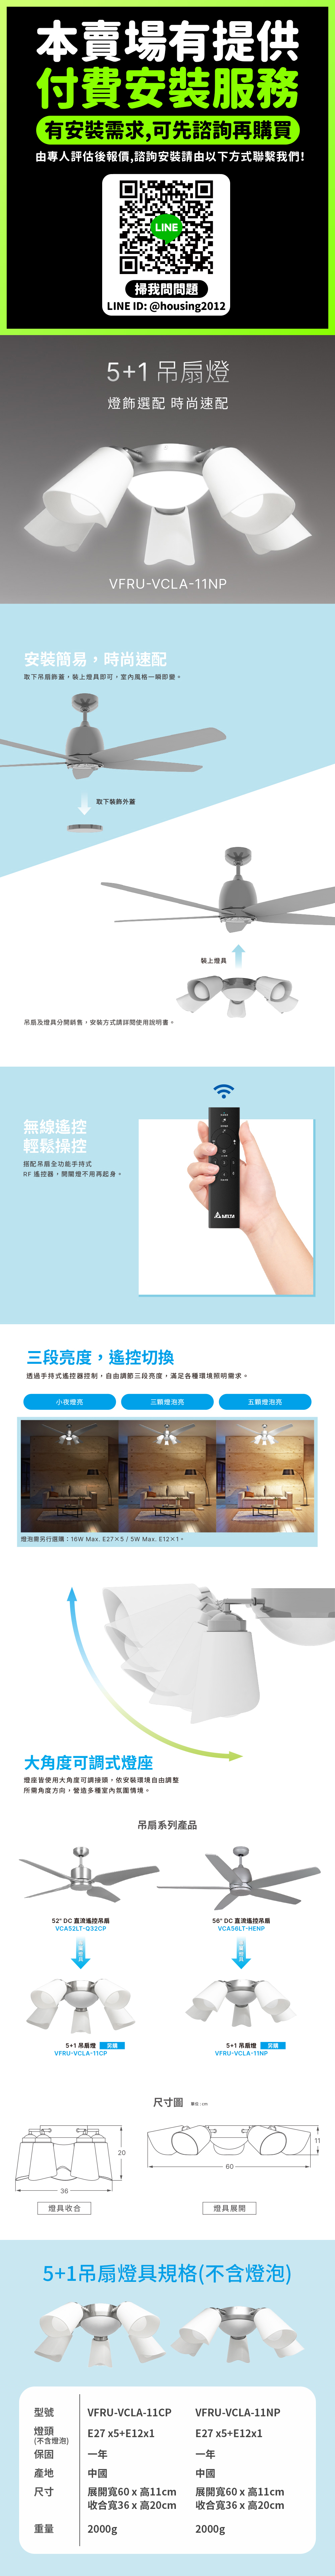 本賣場有提供
付費安裝服務
有安裝需求,可先諮詢再購買
由專人評估後報價,諮詢安裝請由以下方式聯繫我們!
LINE
掃我問問題
LINE ID: @housing2012
5+1 吊扇燈
燈飾選配 時尚速配
VFRU-VCLA-11NP
安裝簡易，時尚速配
取下吊扇飾蓋，裝上燈具即可，室內風格一瞬即變。
取下裝飾外蓋
裝上燈具
吊扇及燈具分開銷售，安裝方式請詳閱使用說明書。
無線遙控
輕鬆操控
搭配吊扇全功能手持式
RF 遙控器，開關燈不用再起身。
DELTA
三段亮度，遙控切換
透過手持式遙控器控制，自由調節三段亮度，滿足各種環境照明需求。
小夜燈亮
三顆燈泡亮
五顆燈泡亮
燈泡需另行選購：16W Max. E27×5 / 5W Max. E12×1。
大角度可調式燈座
燈座皆使用大角度可調接頭，依安裝環境自由調整
所需角度方向，營造多種室內氛圍情境。
吊扇系列產品
52" DC 直流遙控吊扇
VCA52LT-Q32CP
56" DC 直流遙控吊扇
VCA56LT-HENP
5+1 吊扇燈 另購
VFRU-VCLA-11CP
5+1 吊扇燈 另購
VFRU-VCLA-11NP
尺寸圖 單位：cm
20
36
燈具收合
11
60
燈具展開
5+1吊扇燈具規格(不含燈泡)
型號 VFRU-VCLA-11CP VFRU-VCLA-11NP
燈頭 E27 x5+E12x1 E27 x5+E12x1
(不含燈泡)
保固 一年 一年
產地 中國 中國
尺寸 展開寬60 x 高11cm 展開寬60 x 高11cm
收合寬36 x 高20cm 收合寬36 x 高20cm
重量 2000g 2000g